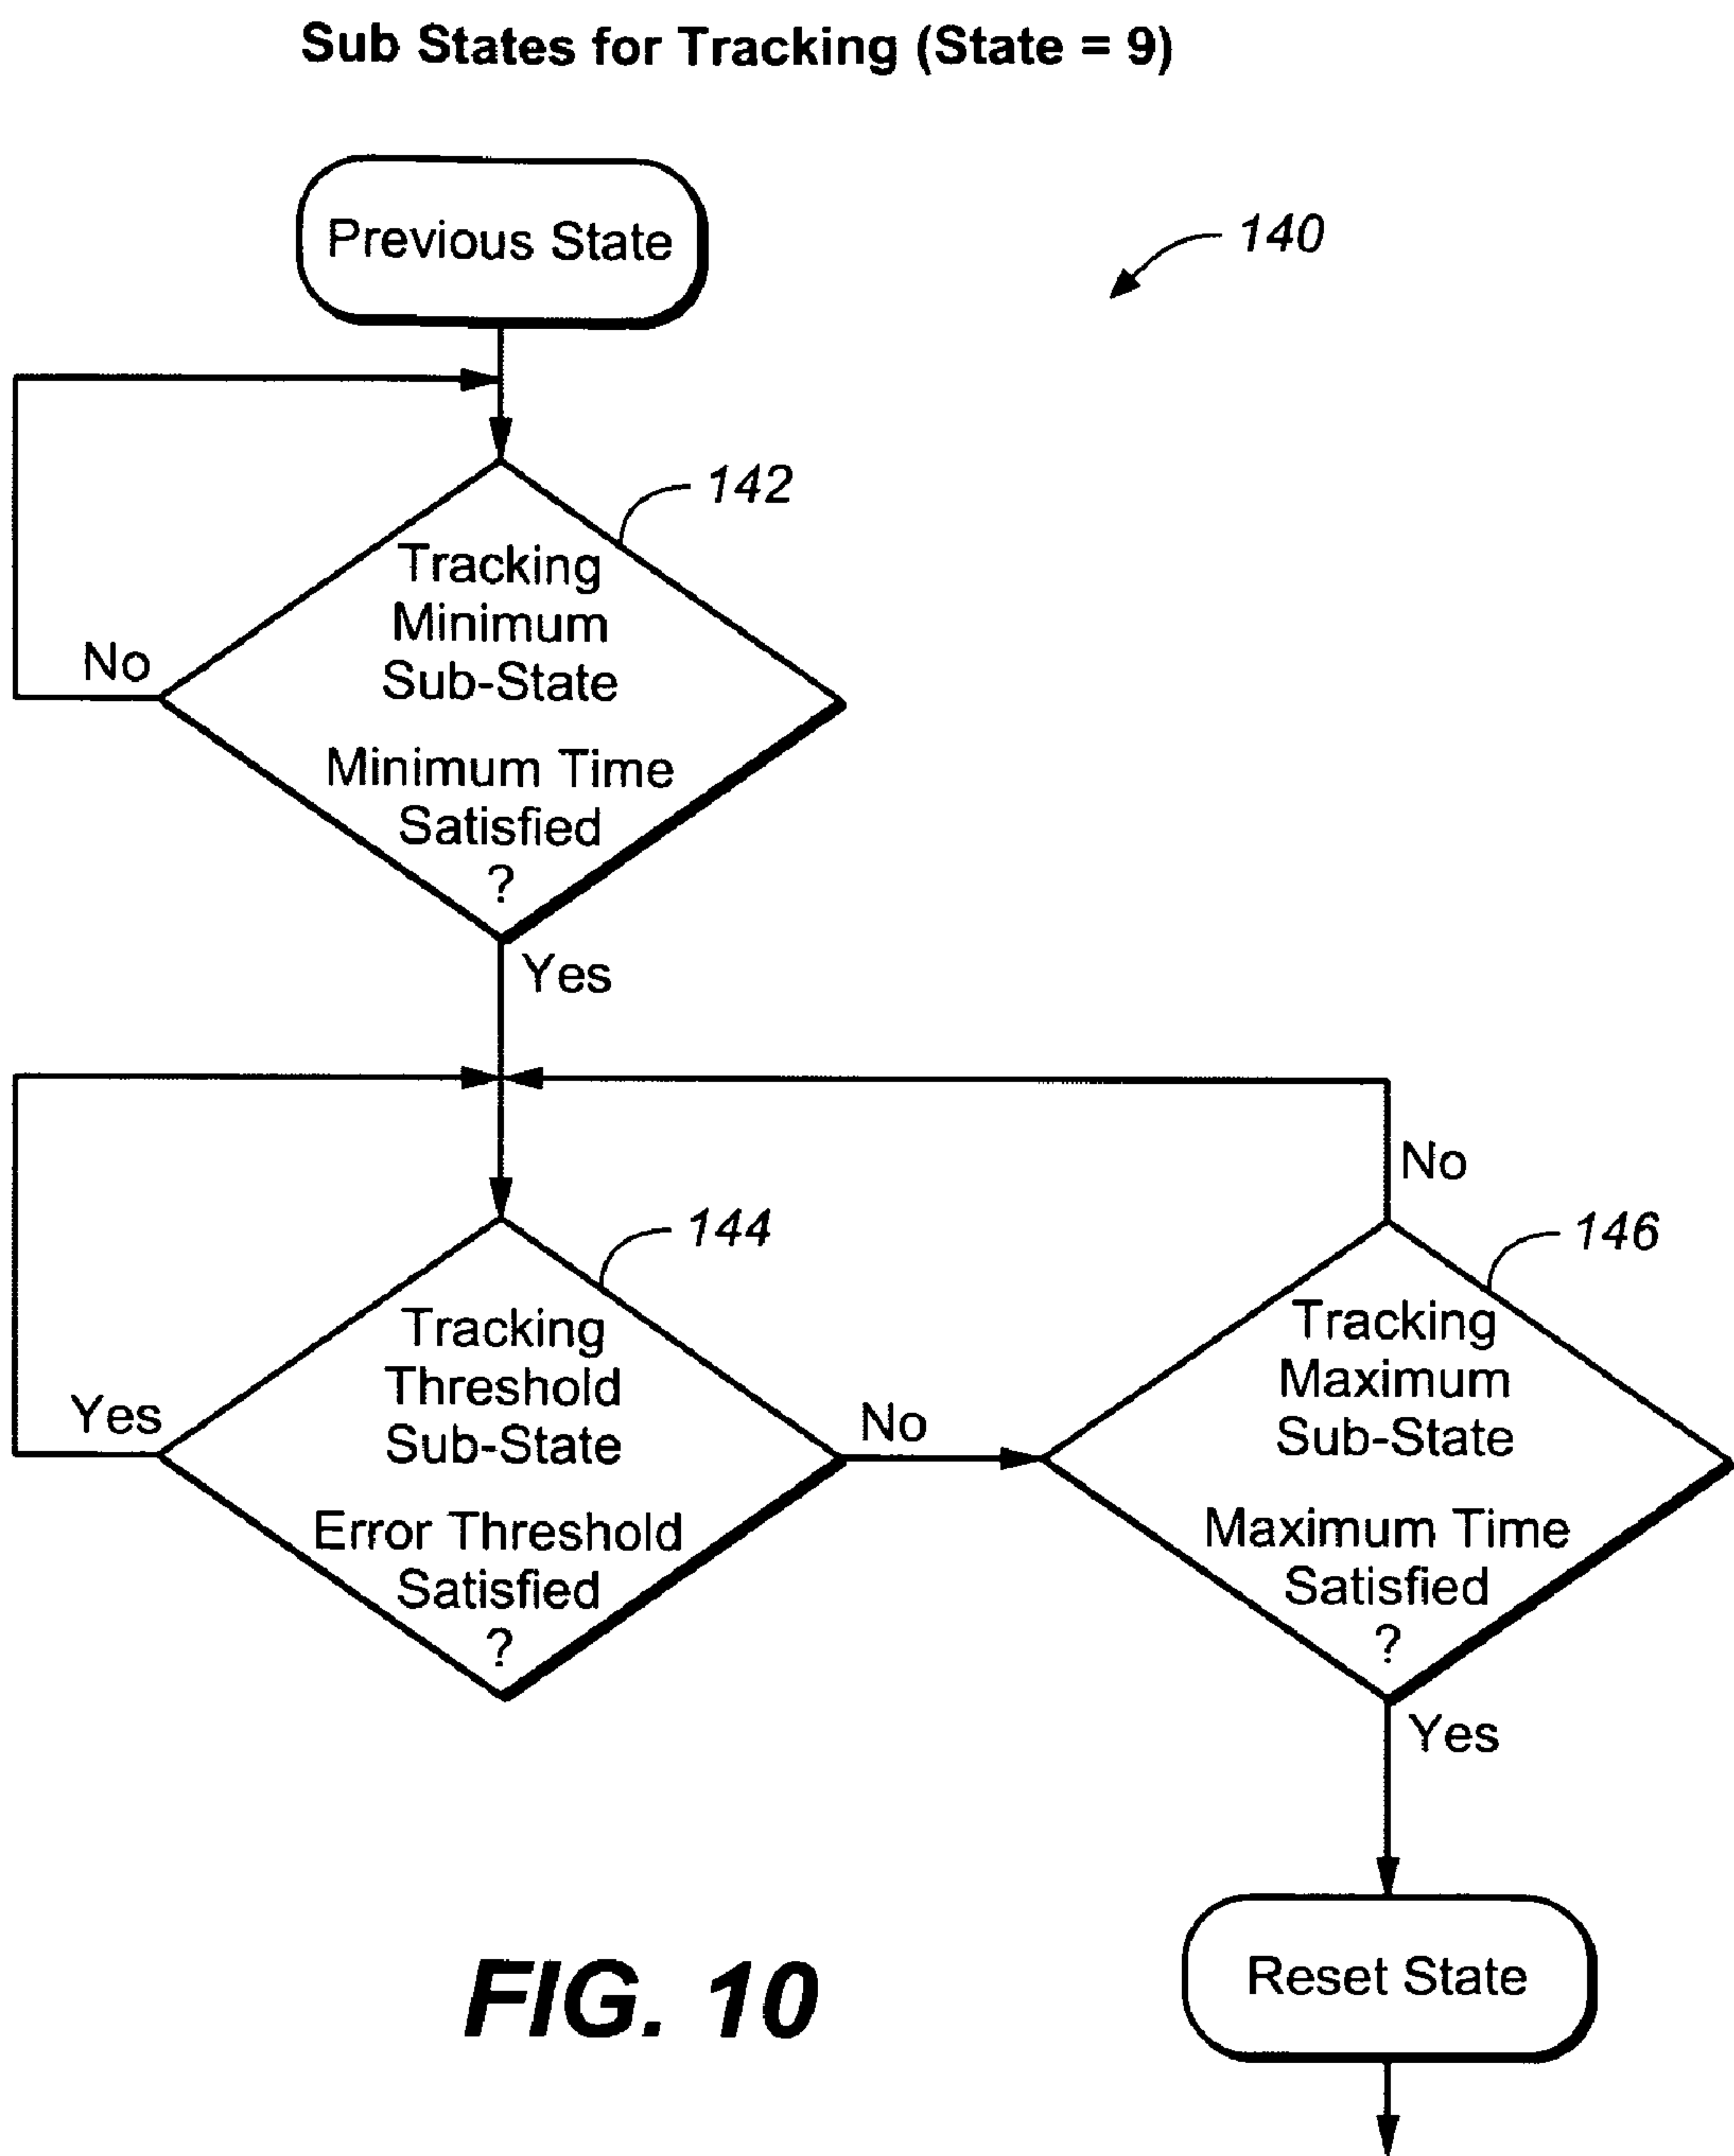 Sub States for Tracking (State = 9)
Previous State
140
142
Tracking
Minimum
Sub-State
Minimum Time
Satisfied
?
No
Yes
144
Tracking
Threshold
Sub-State
Error Threshold
Satisfied
?
Yes
No
146
Tracking
Maximum
Sub-State
Maximum Time
Satisfied
?
No
Yes
Reset State
FIG. 10